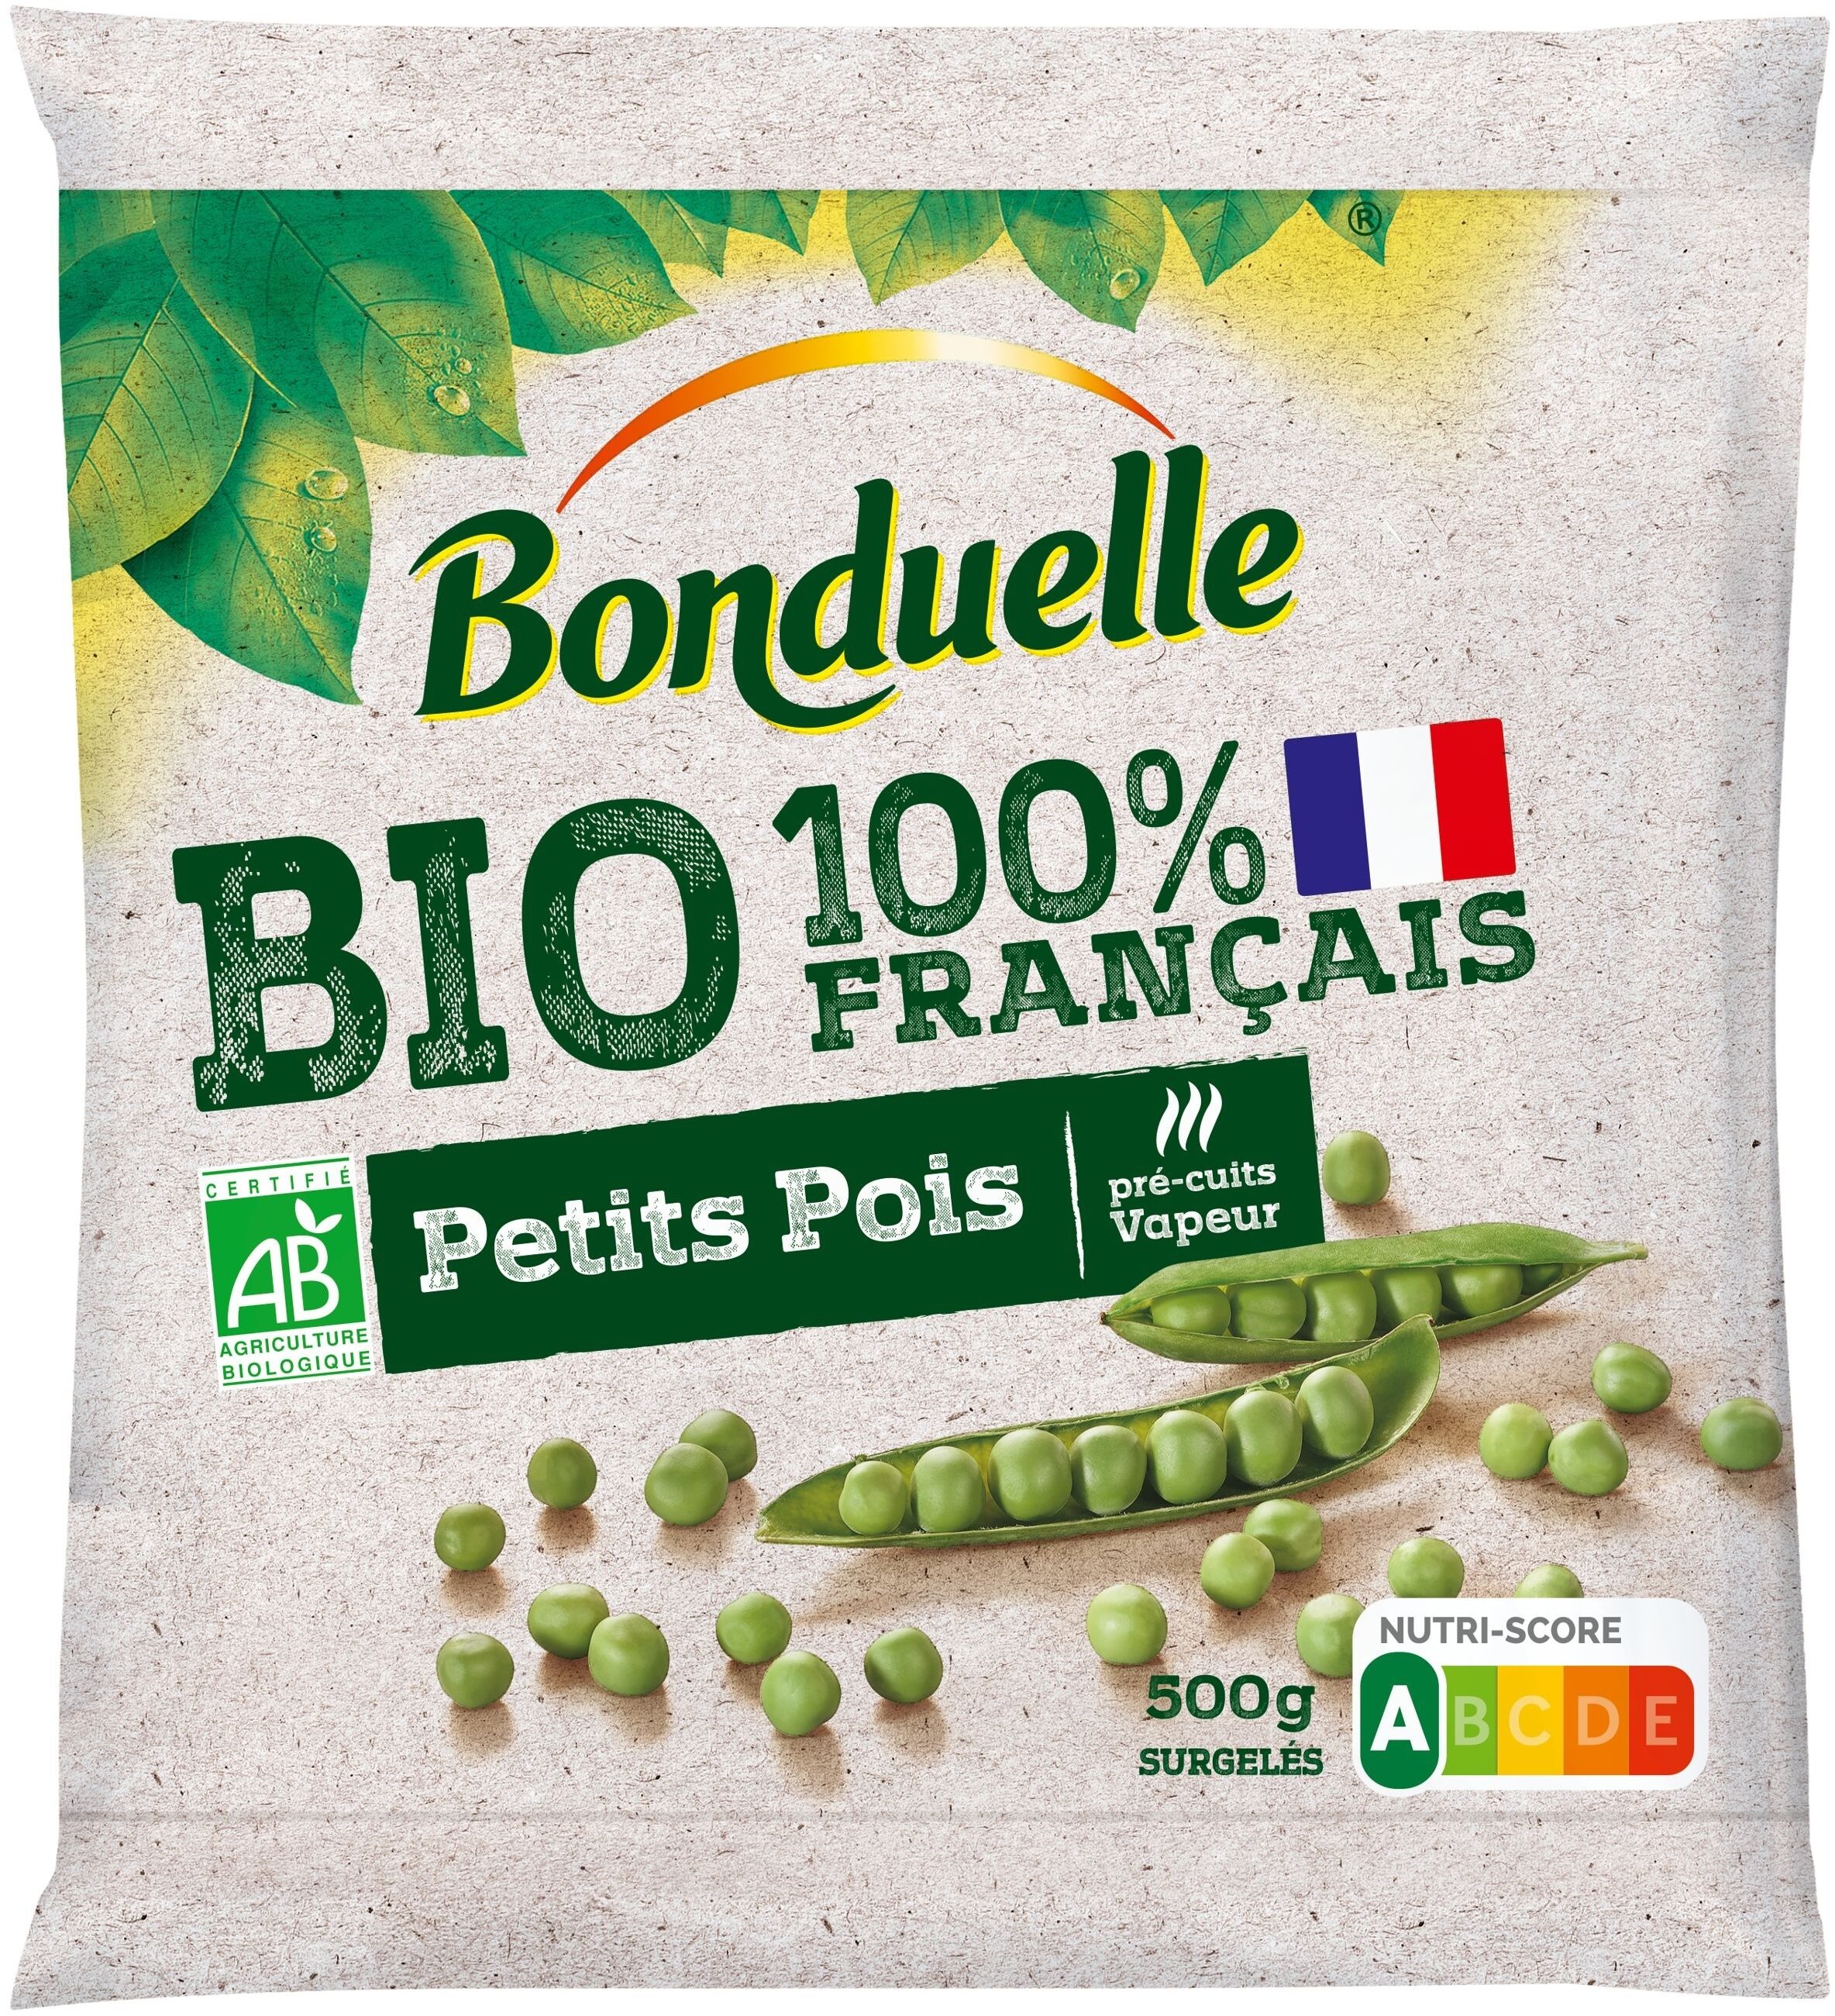 ®
Bonduelle
BIO 100%
FRANÇAIS
CERTIFIÉ
AB
AGRICULTURE
BIOLOGIQUE
Petits Pois
pré-cuits
Vapeur
500g
SURGELÉS
NUTRI-SCORE
A B C D E